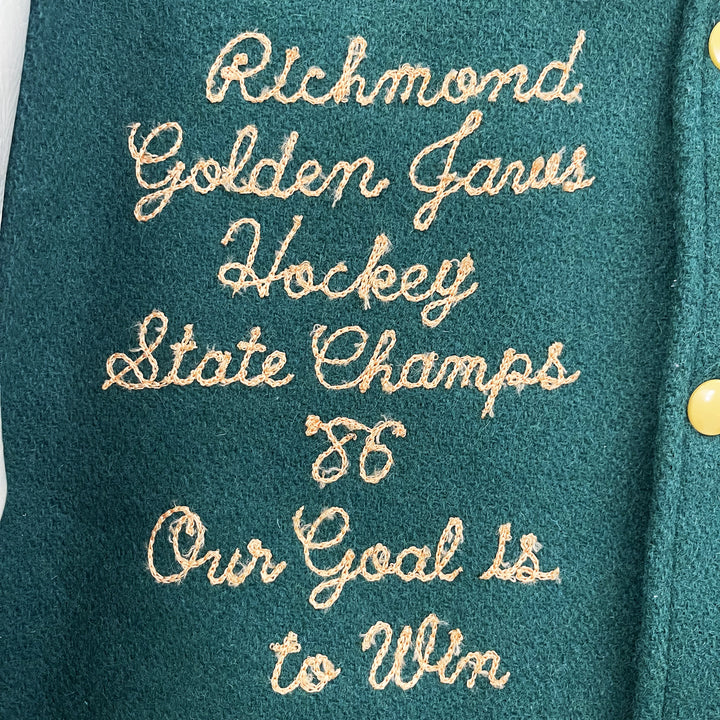 Richmond
Golden Jaws
Hockey
State Champs
86
Our Goal is
to Win